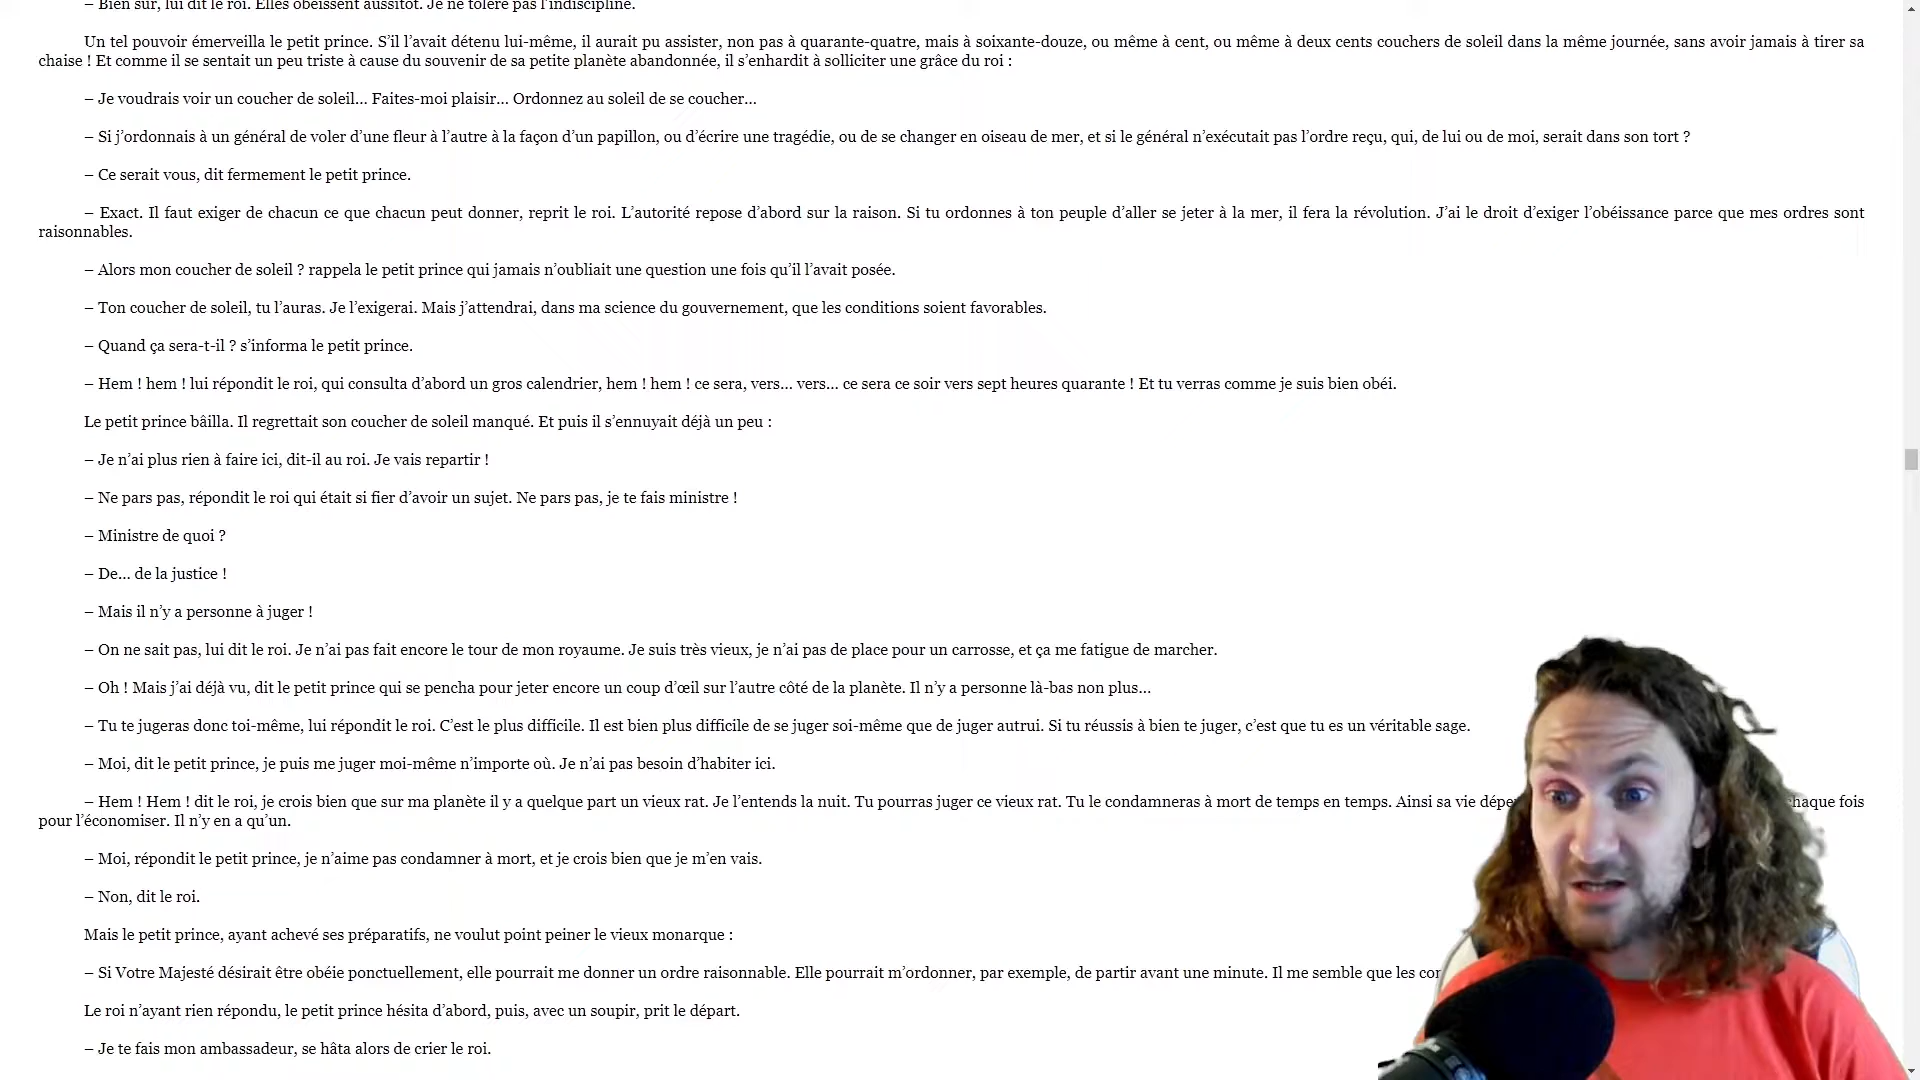 – Bien sûr, lui dit le roi. Elles obéissent aussitôt. Je ne tolère pas l’indiscipline.
Un tel pouvoir émerveilla le petit prince. S’il l’avait détenu lui-même, il aurait pu assister, non pas à quarante-quatre, mais à soixante-douze, ou même à cent, ou même à deux cents couchers de soleil dans la même journée, sans avoir jamais à tirer sa
chaise ! Et comme il se sentait un peu triste à cause du souvenir de sa petite planète abandonnée, il s’enhardit à solliciter une grâce du roi :
– Je voudrais voir un coucher de soleil... Faites-moi plaisir... Ordonnez au soleil de se coucher...
– Si j’ordonnais à un général de voler d’une fleur à l’autre à la façon d’un papillon, ou d’écrire une tragédie, ou de se changer en oiseau de mer, et si le général n’exécutait pas l’ordre reçu, qui, de lui ou de moi, serait dans son tort ?
– Ce serait vous, dit fermement le petit prince.
– Exact. Il faut exiger de chacun ce que chacun peut donner, reprit le roi. L’autorité repose d’abord sur la raison. Si tu ordonnes à ton peuple d’aller se jeter à la mer, il fera la révolution. J’ai le droit d’exiger l’obéissance parce que mes ordres sont
raisonnables.
– Alors mon coucher de soleil ? rappela le petit prince qui jamais n’oubliait une question une fois qu’il l’avait posée.
– Ton coucher de soleil, tu l’auras. Je l’exigerai. Mais j’attendrai, dans ma science du gouvernement, que les conditions soient favorables.
– Quand ça sera-t-il ? s’informa le petit prince.
– Hem ! hem ! lui répondit le roi, qui consulta d’abord un gros calendrier, hem ! hem ! ce sera, vers... vers... ce sera ce soir vers sept heures quarante ! Et tu verras comme je suis bien obéi.
Le petit prince bâilla. Il regrettait son coucher de soleil manqué. Et puis il s’ennuyait déjà un peu :
– Je n’ai plus rien à faire ici, dit-il au roi. Je vais repartir !
– Ne pars pas, répondit le roi qui était si fier d’avoir un sujet. Ne pars pas, je te fais ministre !
– Ministre de quoi ?
– De... de la justice !
– Mais il n’y a personne à juger !
– On ne sait pas, lui dit le roi. Je n’ai pas fait encore le tour de mon royaume. Je suis très vieux, je n’ai pas de place pour un carrosse, et ça me fatigue de marcher.
– Oh ! Mais j’ai déjà vu, dit le petit prince qui se pencha pour jeter encore un coup d’œil sur l’autre côté de la planète. Il n’y a personne là-bas non plus...
– Tu te jugeras donc toi-même, lui répondit le roi. C’est le plus difficile. Il est bien plus difficile de se juger soi-même que de juger autrui. Si tu réussis à bien te juger, c’est que tu es un véritable sage.
– Moi, dit le petit prince, je puis me juger moi-même n’importe où. Je n’ai pas besoin d’habiter ici.
– Hem ! Hem ! dit le roi, je crois bien que sur ma planète il y a quelque part un vieux rat. Je l’entends la nuit. Tu pourras juger ce vieux rat. Tu le condamneras à mort de temps en temps. Ainsi sa vie fois
pour l’économiser. Il n’y en a qu’un.
– Moi, répondit le petit prince, je n’aime pas condamner à mort, et je crois bien que je m’en vais.
– Non, dit le roi.
Mais le petit prince, ayant achevé ses préparatifs, ne voulut point peiner le vieux monarque :
– Si Votre Majesté désirait être obéie ponctuellement, elle pourrait me donner un ordre raisonnable. Elle pourrait m’ordonner, par exemple, de partir avant une minute. Il me semble que les
Le roi n’ayant rien répondu, le petit prince hésita d’abord, puis, avec un soupir, prit le départ.
– Je te fais mon ambassadeur, se hâta alors de crier le roi.